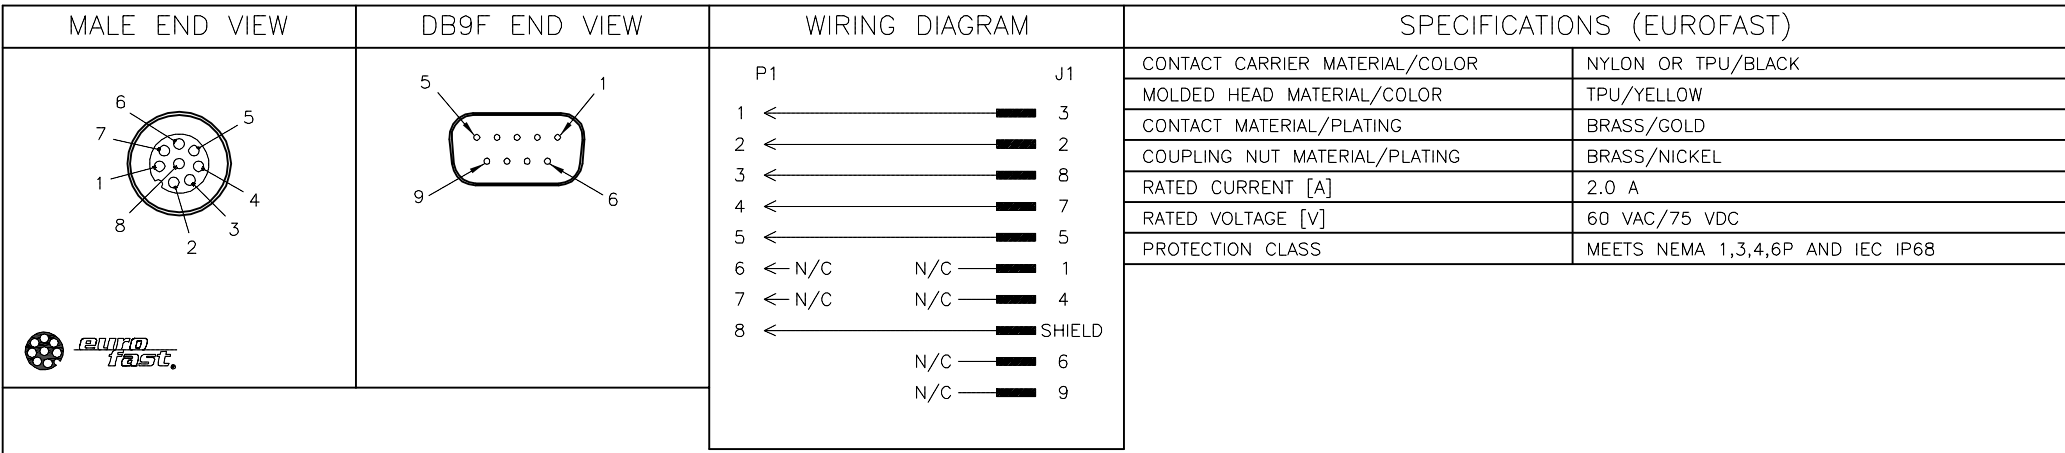 MALE END VIEW
DB9F END VIEW
WIRING DIAGRAM
SPECIFICATIONS (EUROFAST)
6
5
7
1
4
8
3
2
euro
fast®
5
1
9
6
P1 J1
1 3
2 2
3 8
4 7
5 5
6 N/C N/C 1
7 N/C N/C 4
8 SHIELD
N/C 6
N/C 9
CONTACT CARRIER MATERIAL/COLOR NYLON OR TPU/BLACK
MOLDED HEAD MATERIAL/COLOR TPU/YELLOW
CONTACT MATERIAL/PLATING BRASS/GOLD
COUPLING NUT MATERIAL/PLATING BRASS/NICKEL
RATED CURRENT [A] 2.0 A
RATED VOLTAGE [V] 60 VAC/75 VDC
PROTECTION CLASS MEETS NEMA 1,3,4,6P AND IEC IP68